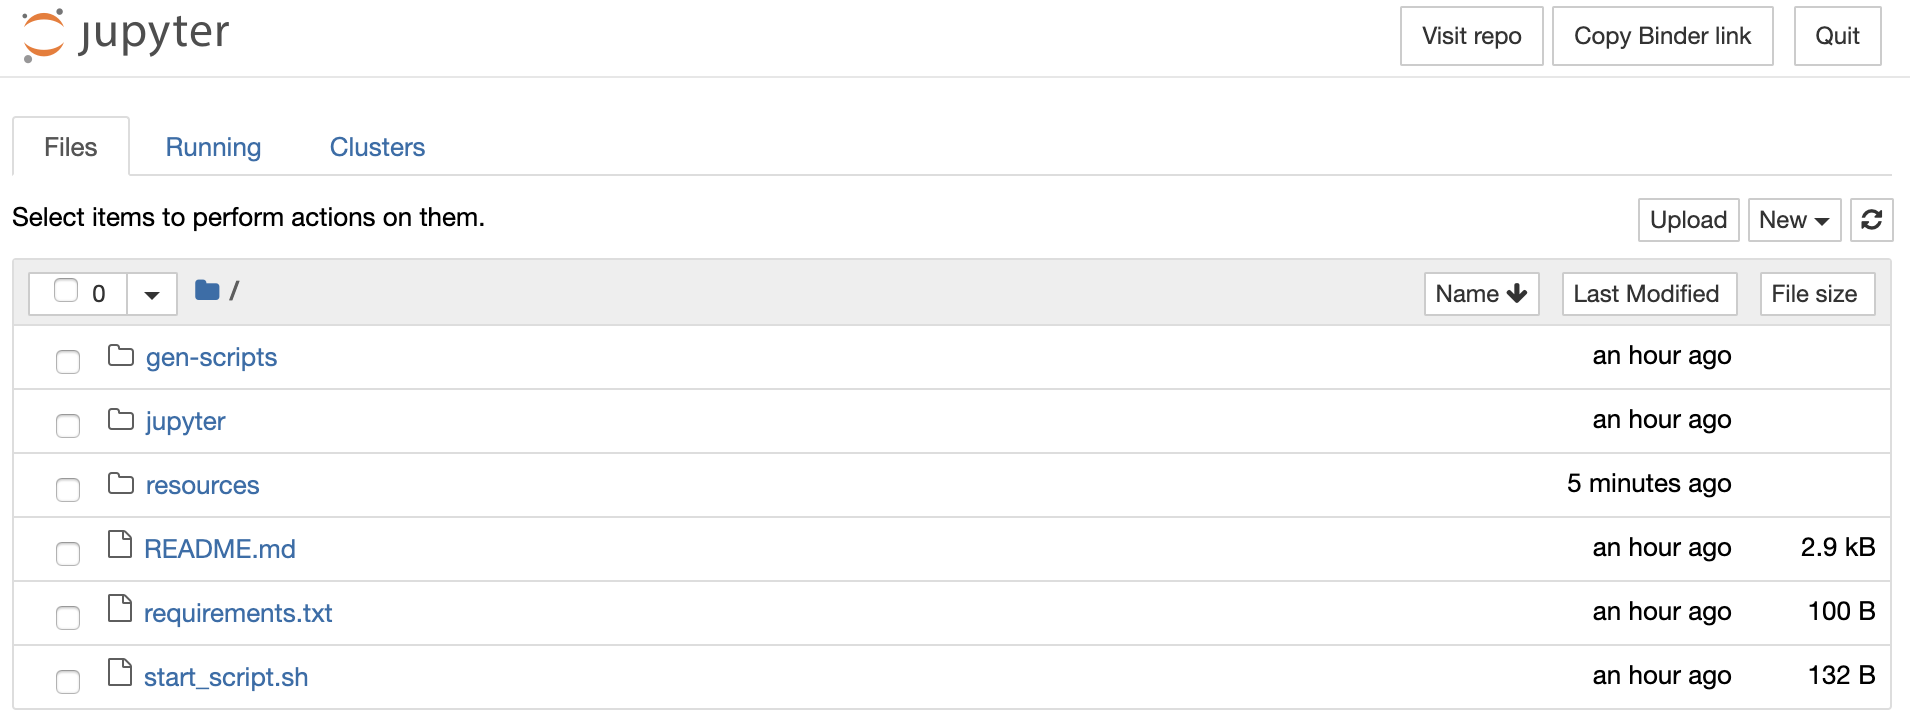 jupyter Visit repo Copy Binder link Quit
Files Running Clusters
Select items to perform actions on them. Upload New
0 / Name Last Modified File size
gen-scripts an hour ago
jupyter an hour ago
resources 5 minutes ago
README.md an hour ago 2.9 kB
requirements.txt an hour ago 100 B
start_script.sh an hour ago 132 B